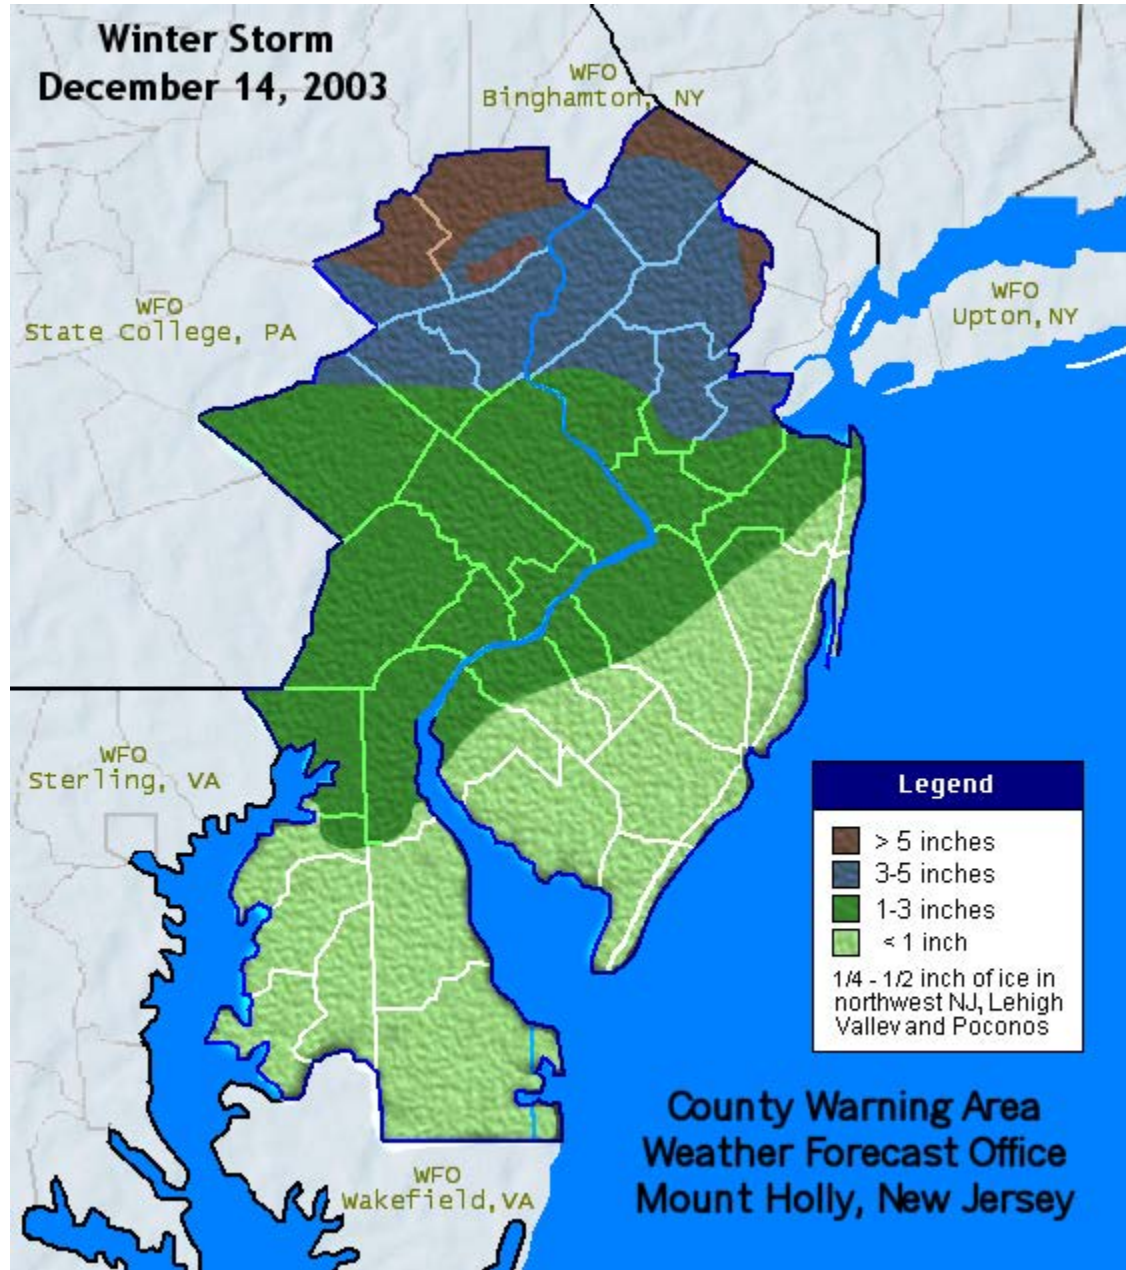 Winter Storm
December 14, 2003
WFO
Binghamton, NY
WFO
State College, PA
WFO
Upton, NY
WFO
Sterling, VA
Legend
> 5 inches
3-5 inches
1-3 inches
< 1 inch
1/4 - 1/2 inch of ice in
northwest NJ, Lehigh
Valley and Poconos
County Warning Area
Weather Forecast Office
Mount Holly, New Jersey
WFO
Wakefield, VA